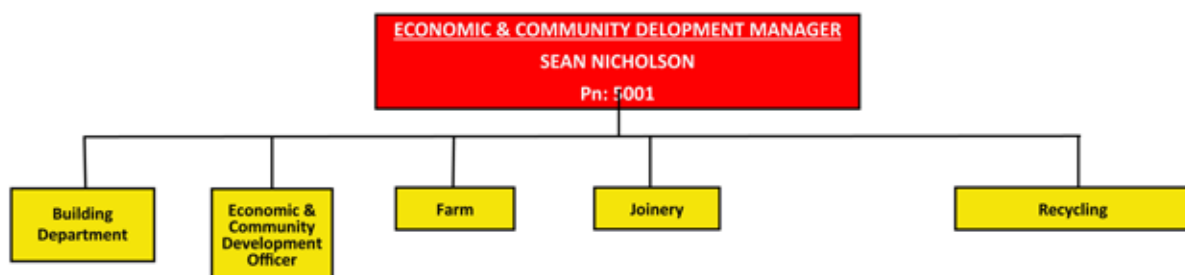 ECONOMIC & COMMUNITY DELOPMENT MANAGER
SEAN NICHOLSON
Pn: 5001
Building
Department
Economic &
Community
Development
Officer
Farm
Joinery
Recycling